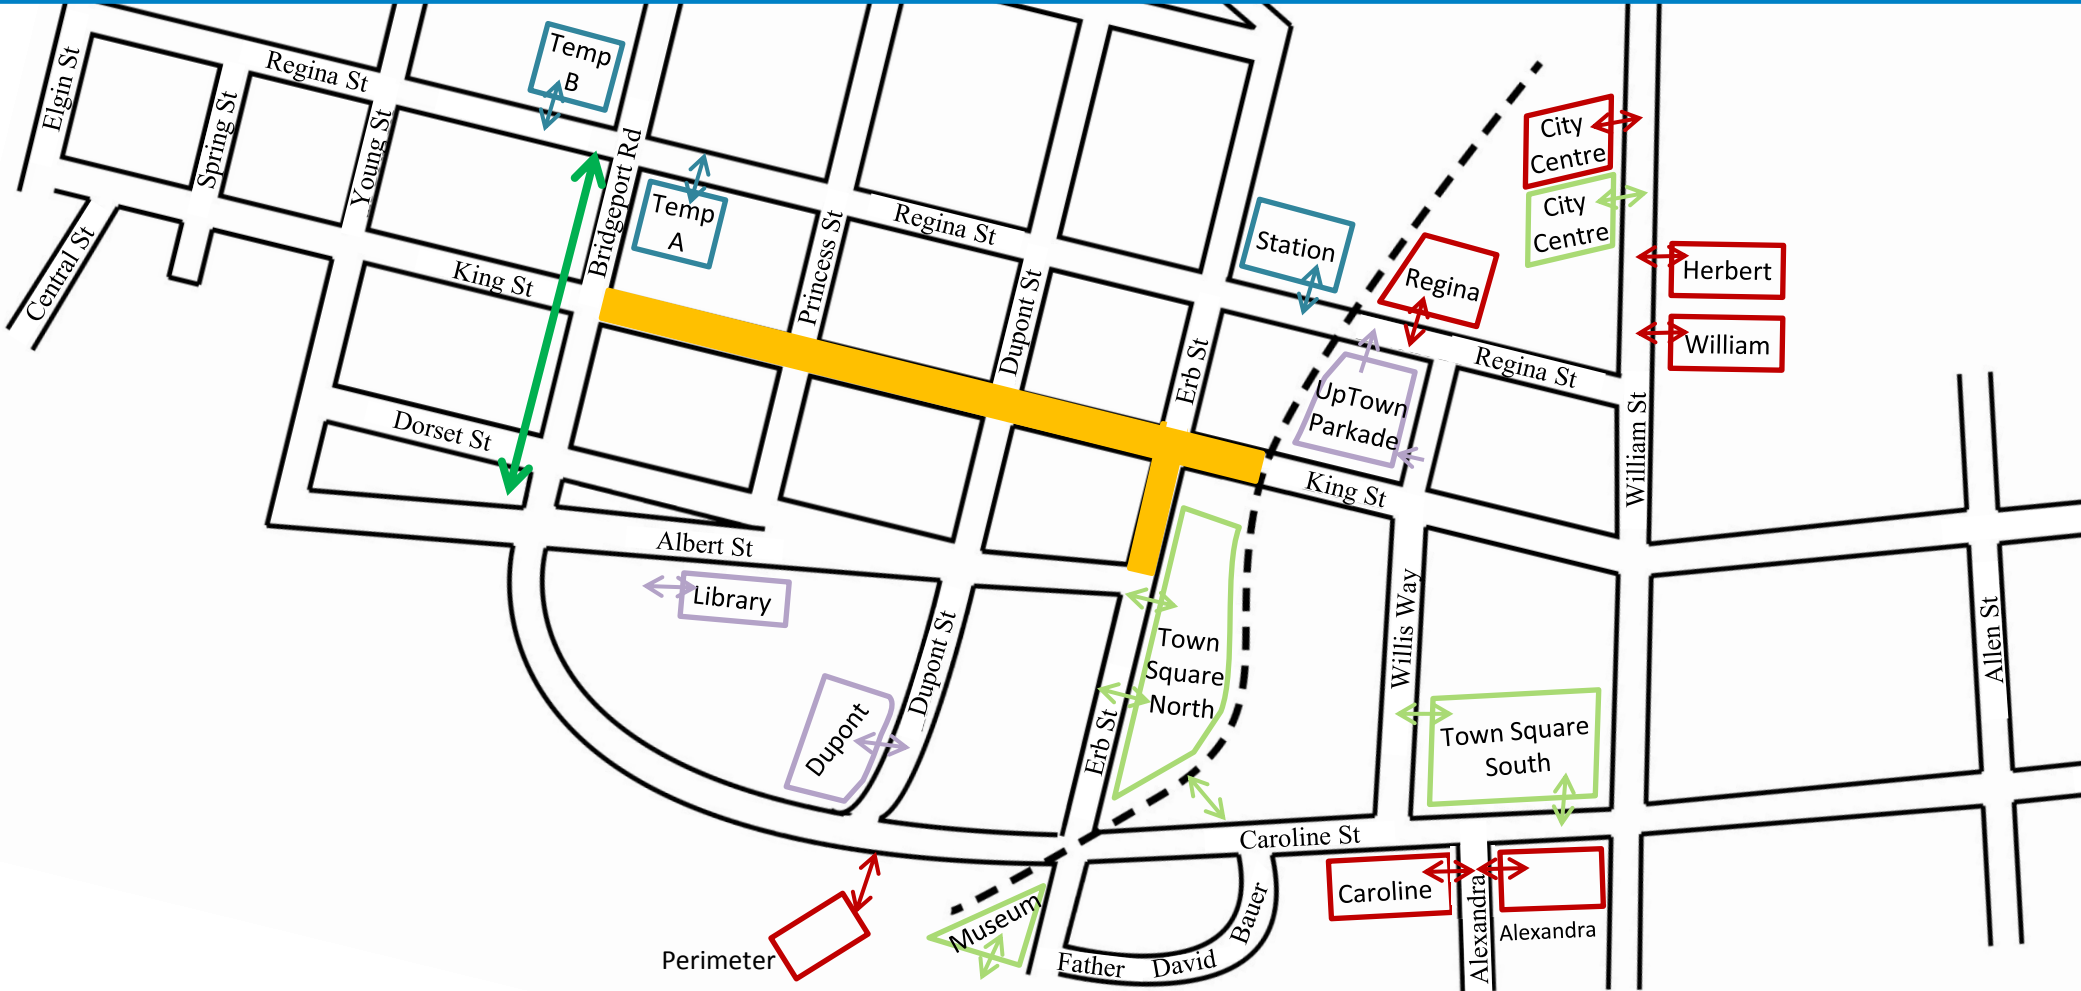 Elgin St
Regina St
Temp
B
Spring St
Young St
Bridgeport Rd
Temp
A
Princess St
Regina St
Dupont St
Station
Regina
City
Centre
City
Centre
Herbert
William
Central St
King St
Erb St
Regina St
UpTown
Parkade
William St
Dorset St
King St
Albert St
Library
Dupont St
Dupont
Town
Square
North
Erb St
Willis Way
Town Square
South
Allen St
Caroline St
Caroline
Alexandra
Alexandra
Perimeter
Museum
Father David Bauer